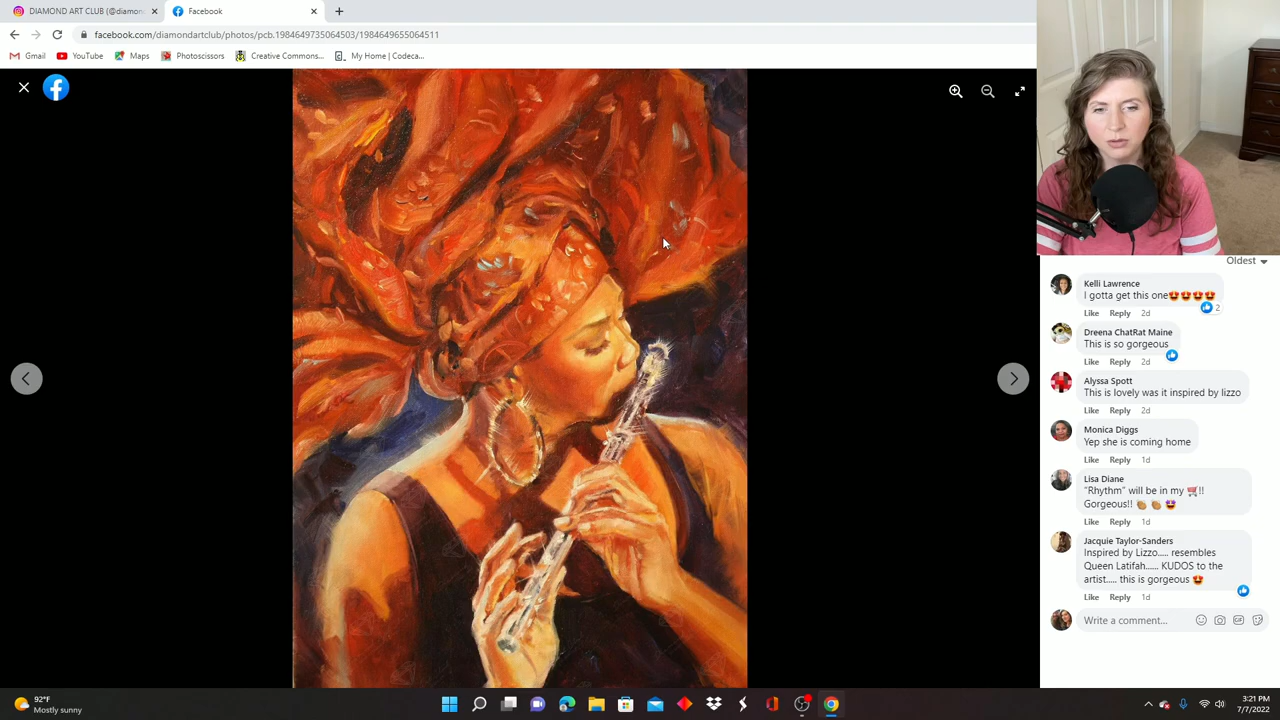 DIAMOND ART CLUB (@diamon
Facebook
facebook.com/diamondartclub/photos/pcb.1984649735064503/1984649655064511
Gmail
YouTube
Maps
Photoscissors
Creative Commons...
My Home | Codeca...
Oldest
Kelli Lawrence
I gotta get this one😍😍😍😍
2
Like Reply 2d
Dreena ChatRat Maine
This is so gorgeous
Like Reply 2d
Alyssa Spott
This is lovely was it inspired by lizzo
Like Reply 2d
Monica Diggs
Yep she is coming home
Like Reply 1d
Lisa Diane
"Rhythm" will be in my 🛒!!
Gorgeous!! 👏🏽 👏🏽 🤩
Like Reply 1d
Jacquie Taylor-Sanders
Inspired by Lizzo..... resembles
Queen Latifah...... KUDOS to the
artist..... this is gorgeous 😍
Like Reply 1d
Write a comment...
92°F
Mostly sunny
3:21 PM
7/7/2022